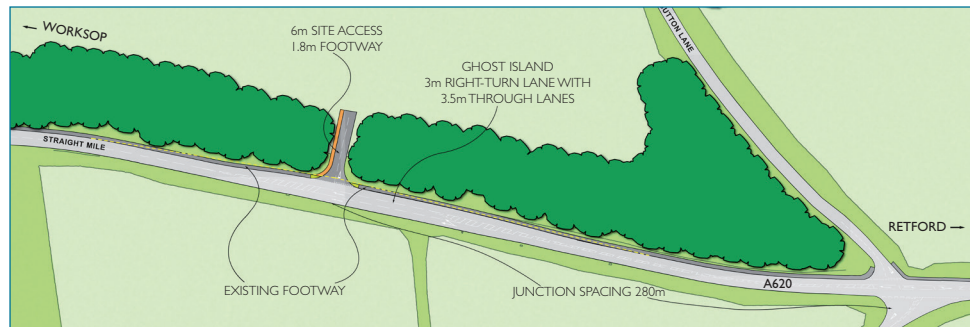 ← WORKSOP
6m SITE ACCESS
1.8m FOOTWAY
GHOST ISLAND
3m RIGHT-TURN LANE WITH
3.5m THROUGH LANES
SUTTON LANE
STRAIGHT MILE
RETFORD →
EXISTING FOOTWAY
JUNCTION SPACING 280m
A620